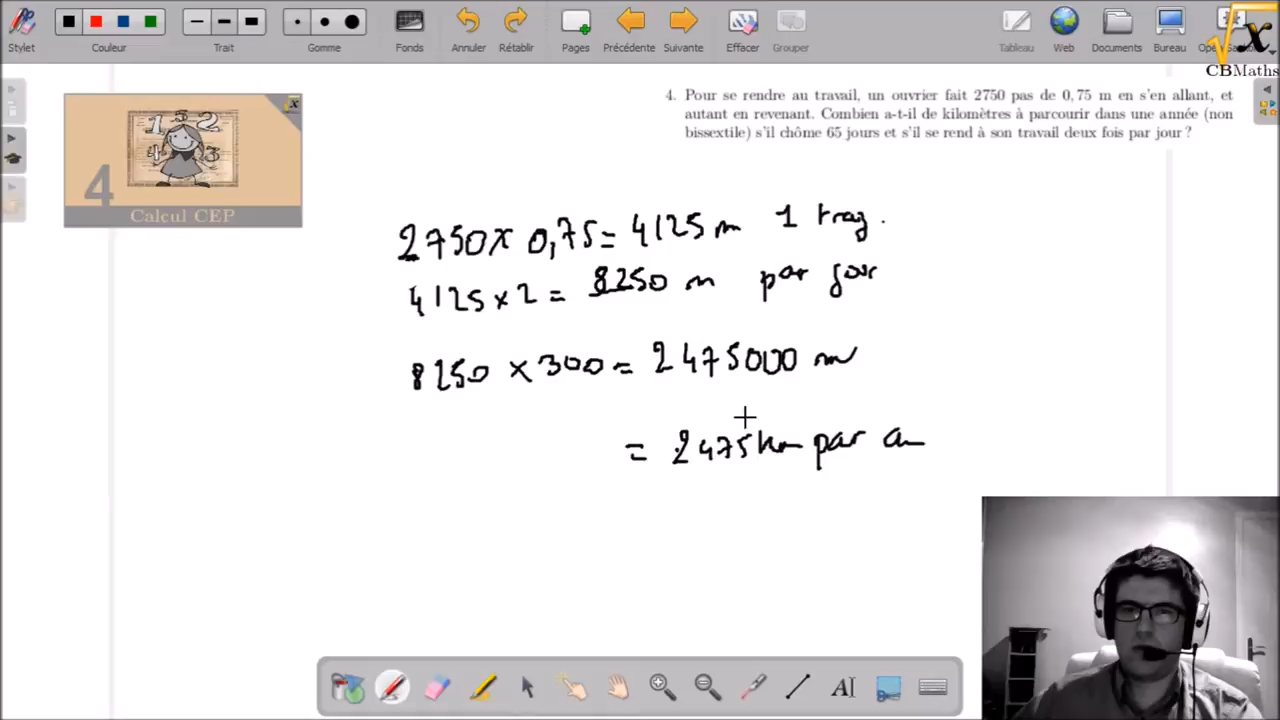 Stylet
Couleur
Trait
Gomme
Fonds
Annuler
Rétablir
Pages
Précédente
Suivante
Effacer
Grouper
Tableau
Web
Documents
Bureau
CBMaths
4. Pour se rendre au travail, un ouvrier fait 2750 pas de 0,75 m en s'en allant, et
autant en revenant. Combien a-t-il de kilomètres à parcourir dans une année (non
bissextile) s'il chôme 65 jours et s'il se rend à son travail deux fois par jour ?
1 2
4 3
4
Calcul CEP
2750 x 0,75 = 4125 m 1 traj.
4125 x 2 = 8250 m par jour
8250 x 300 = 2475000 m
= 2475 km par an